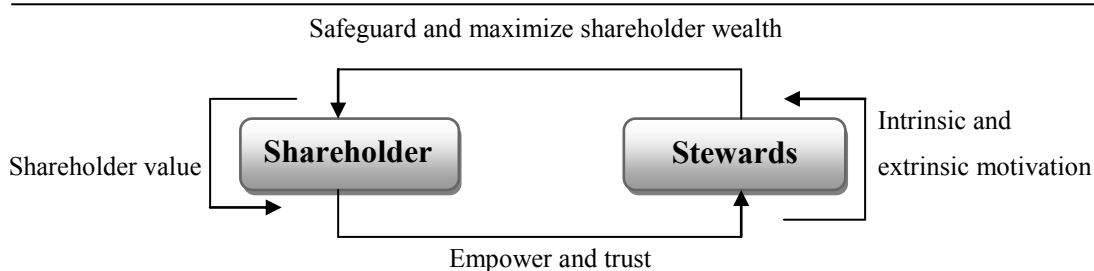 Safeguard and maximize shareholder wealth
Shareholder
Stewards
Shareholder value
Intrinsic and
extrinsic motivation
Empower and trust